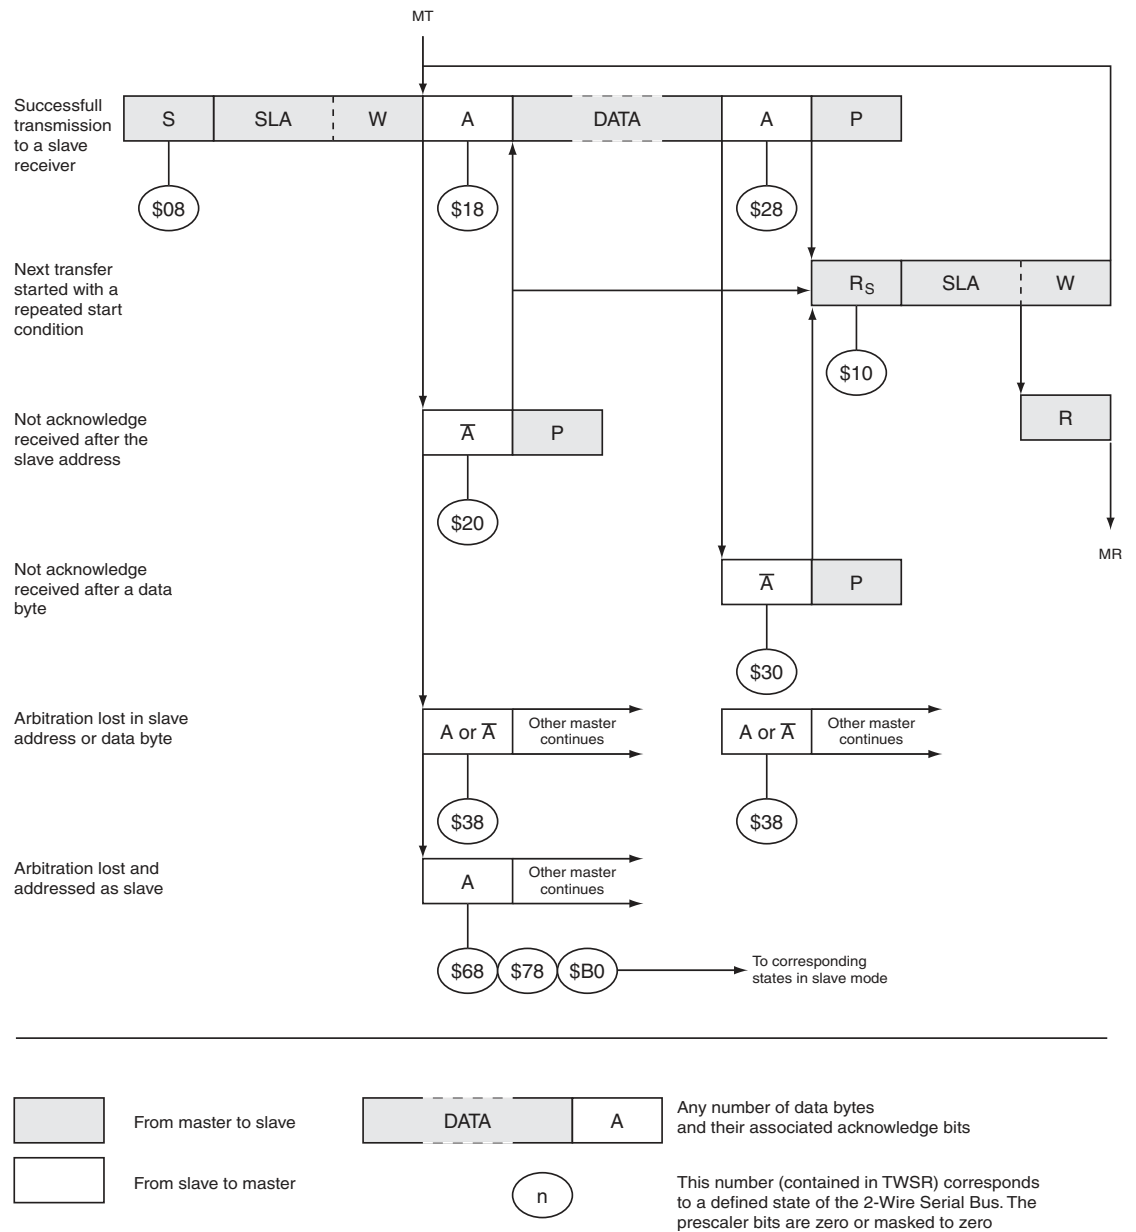 MT
Successfull
transmission
to a slave
receiver
S SLA W A DATA A P
$08 $18 $28
Next transfer
started with a
repeated start
condition
RS SLA W
$10
Not acknowledge
received after the
slave address
A̅ P
R
$20
MR
Not acknowledge
received after a data
byte
A̅ P
$30
Arbitration lost in slave
address or data byte
A or A̅
Other master
continues
A or A̅
Other master
continues
$38 $38
Arbitration lost and
addressed as slave
A
Other master
continues
$68 $78 $B0
To corresponding
states in slave mode
From master to slave
DATA A
Any number of data bytes
and their associated acknowledge bits
From slave to master
n
This number (contained in TWSR) corresponds
to a defined state of the 2-Wire Serial Bus. The
prescaler bits are zero or masked to zero